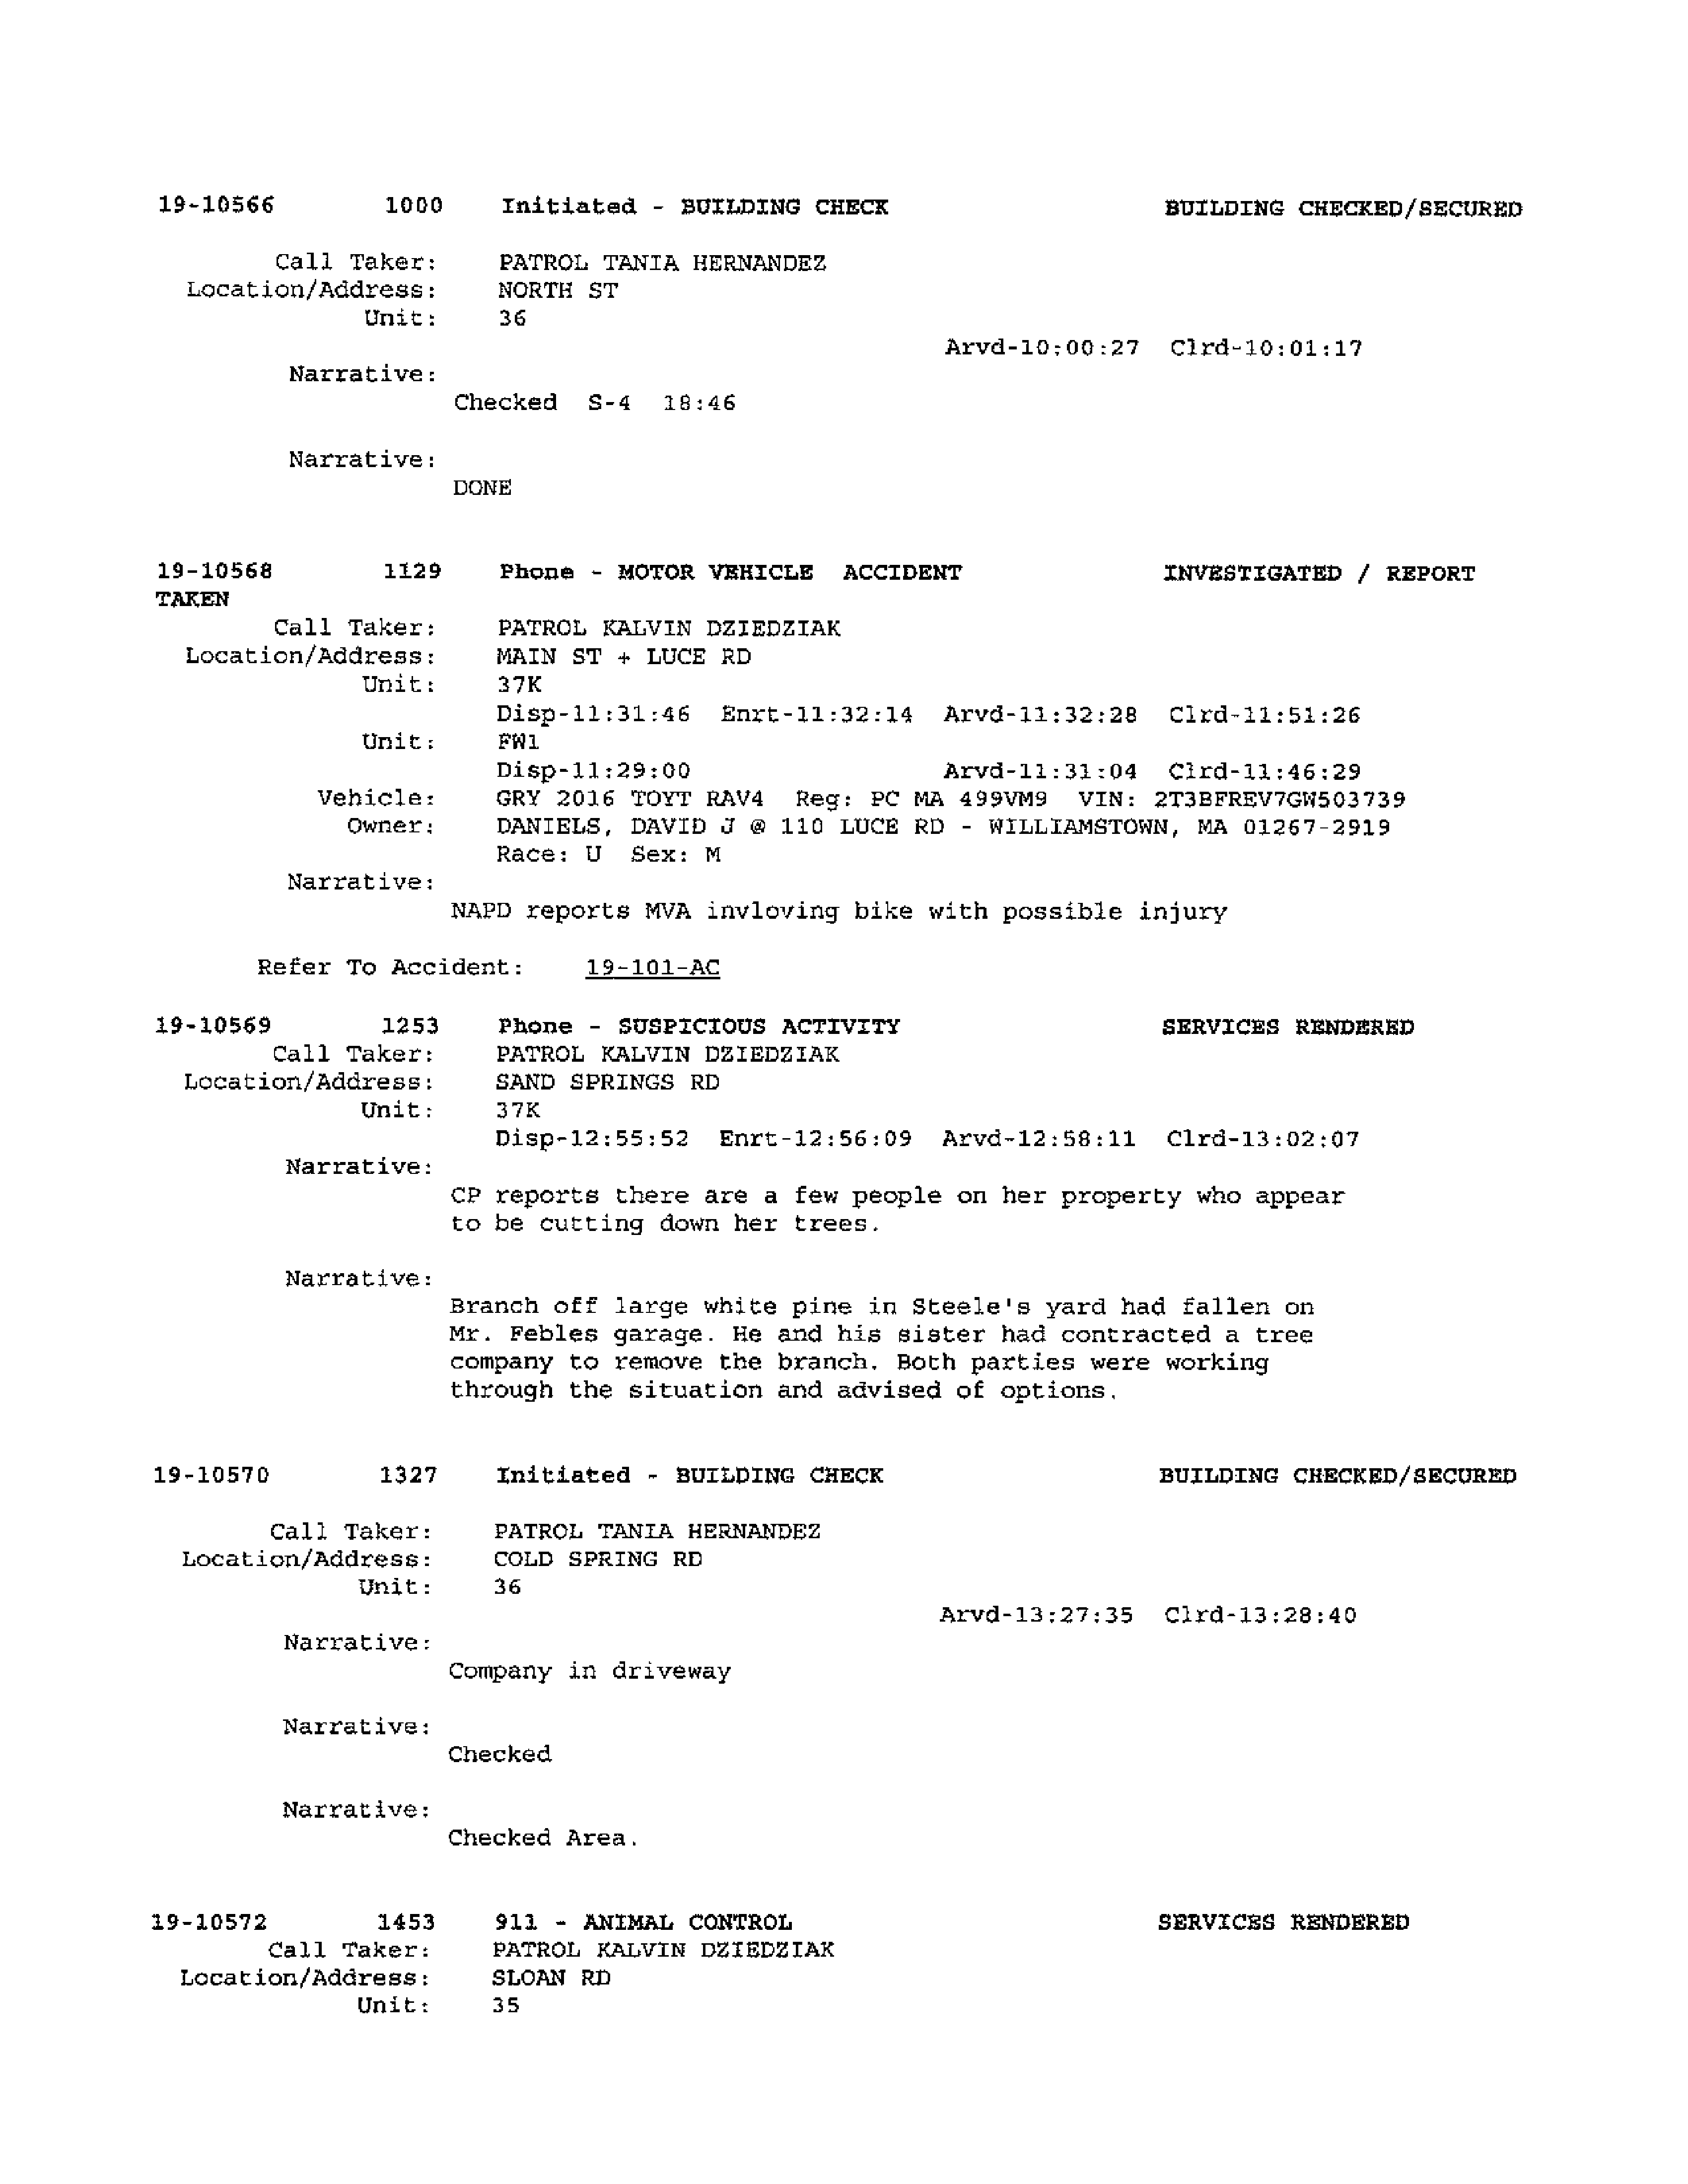 19-10566 1000 Initiated - BUILDING CHECK BUILDING CHECKED/SECURED
Call Taker: PATROL TANIA HERNANDEZ
Location/Address: NORTH ST
Unit: 36
Arvd-10:00:27 Clrd-10:01:17
Narrative:
Checked S-4 18:46
Narrative:
DONE
19-10568 1129 Phone - MOTOR VEHICLE ACCIDENT INVESTIGATED / REPORT
TAKEN
Call Taker: PATROL KALVIN DZIEDZIAK
Location/Address: MAIN ST + LUCE RD
Unit: 37K
Disp-11:31:46 Enrt-11:32:14 Arvd-11:32:28 Clrd-11:51:26
Unit: FW1
Disp-11:29:00 Arvd-11:31:04 Clrd-11:46:29
Vehicle: GRY 2016 TOYT RAV4 Reg: PC MA 499VM9 VIN: 2T3BFREV7GW503739
Owner: DANIELS, DAVID J @ 110 LUCE RD - WILLIAMSTOWN, MA 01267-2919
Race: U Sex: M
Narrative:
NAPD reports MVA invloving bike with possible injury
Refer To Accident: 19-101-AC
19-10569 1253 Phone - SUSPICIOUS ACTIVITY SERVICES RENDERED
Call Taker: PATROL KALVIN DZIEDZIAK
Location/Address: SAND SPRINGS RD
Unit: 37K
Disp-12:55:52 Enrt-12:56:09 Arvd-12:58:11 Clrd-13:02:07
Narrative:
CP reports there are a few people on her property who appear
to be cutting down her trees.
Narrative:
Branch off large white pine in Steele's yard had fallen on
Mr. Febles garage. He and his sister had contracted a tree
company to remove the branch. Both parties were working
through the situation and advised of options.
19-10570 1327 Initiated - BUILDING CHECK BUILDING CHECKED/SECURED
Call Taker: PATROL TANIA HERNANDEZ
Location/Address: COLD SPRING RD
Unit: 36
Arvd-13:27:35 Clrd-13:28:40
Narrative:
Company in driveway
Narrative:
Checked
Narrative:
Checked Area.
19-10572 1453 911 - ANIMAL CONTROL SERVICES RENDERED
Call Taker: PATROL KALVIN DZIEDZIAK
Location/Address: SLOAN RD
Unit: 35